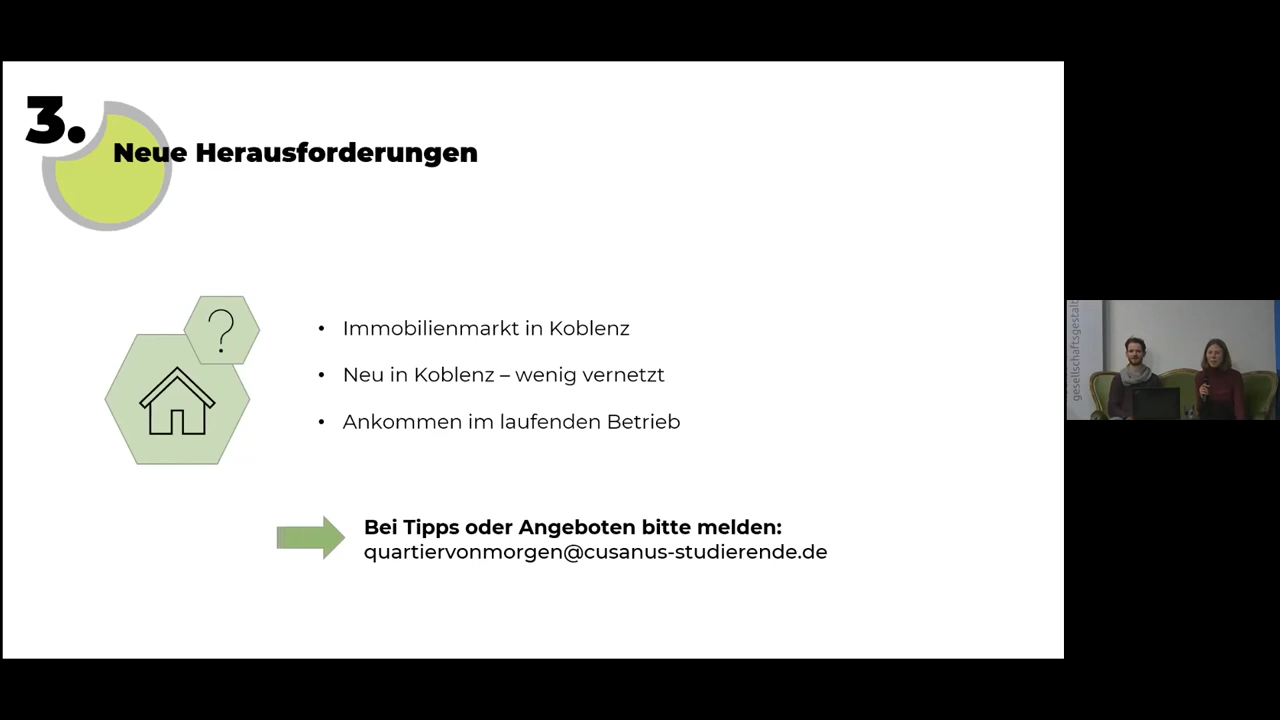 3.
Neue Herausforderungen
?
• Immobilienmarkt in Koblenz
• Neu in Koblenz – wenig vernetzt
• Ankommen im laufenden Betrieb
Bei Tipps oder Angeboten bitte melden:
quartiervonmorgen@cusanus-studierende.de
gesellschaftsgestalt